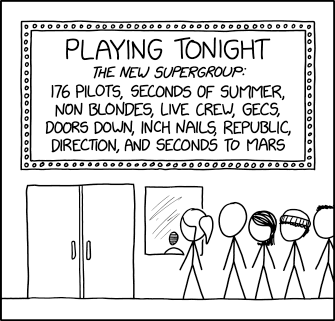 PLAYING TONIGHT
THE NEW SUPERGROUP:
176 PILOTS, SECONDS OF SUMMER,
NON BLONDES, LIVE CREW, GECS,
DOORS DOWN, INCH NAILS, REPUBLIC,
DIRECTION, AND SECONDS TO MARS